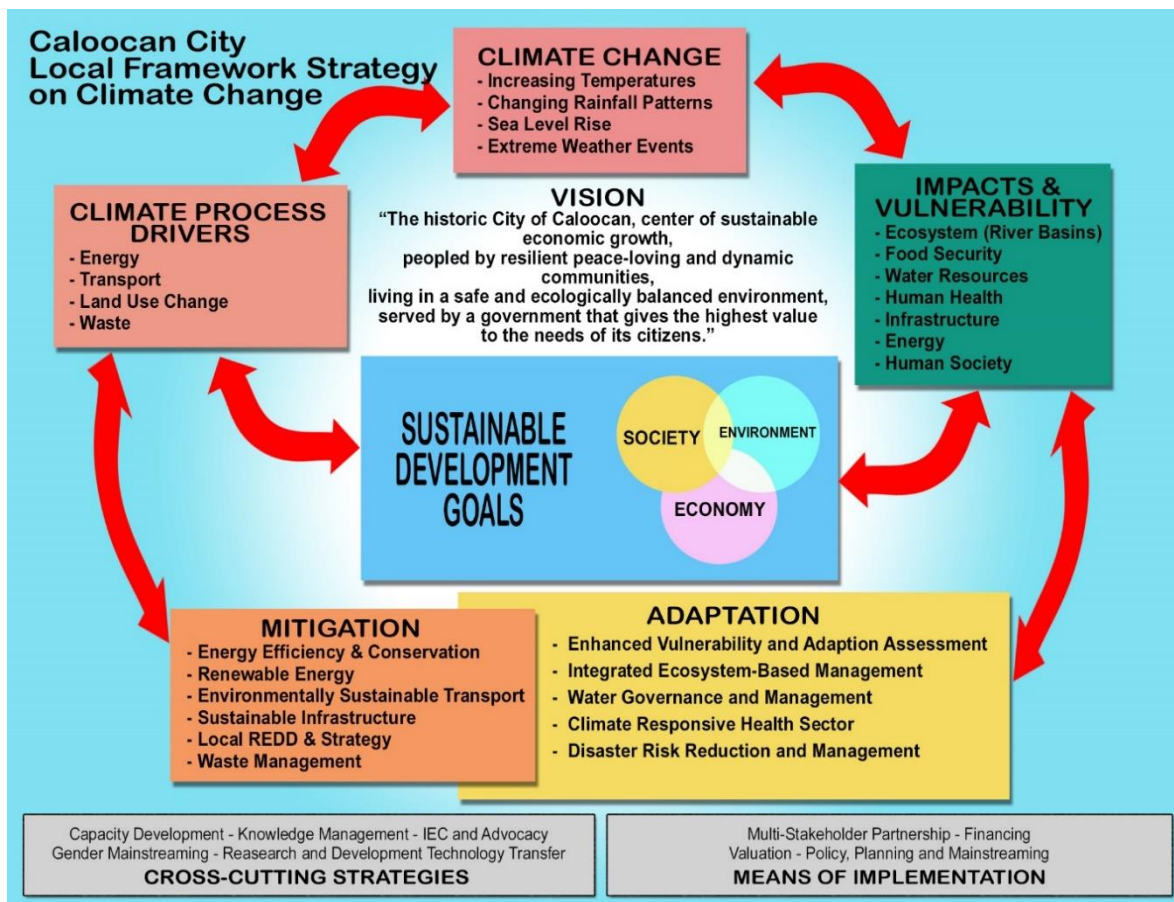 Caloocan City
Local Framework Strategy
on Climate Change
CLIMATE CHANGE
- Increasing Temperatures
- Changing Rainfall Patterns
- Sea Level Rise
- Extreme Weather Events
CLIMATE PROCESS
DRIVERS
- Energy
- Transport
- Land Use Change
- Waste
VISION
“The historic City of Caloocan, center of sustainable
economic growth,
peopled by resilient peace-loving and dynamic
communities,
living in a safe and ecologically balanced environment,
served by a government that gives the highest value
to the needs of its citizens.”
IMPACTS &
VULNERABILITY
- Ecosystem (River Basins)
- Food Security
- Water Resources
- Human Health
- Infrastructure
- Energy
- Human Society
SUSTAINABLE
DEVELOPMENT
GOALS
SOCIETY
ENVIRONMENT
ECONOMY
MITIGATION
- Energy Efficiency & Conservation
- Renewable Energy
- Environmentally Sustainable Transport
- Sustainable Infrastructure
- Local REDD & Strategy
- Waste Management
ADAPTATION
- Enhanced Vulnerability and Adaption Assessment
- Integrated Ecosystem-Based Management
- Water Governance and Management
- Climate Responsive Health Sector
- Disaster Risk Reduction and Management
Capacity Development - Knowledge Management - IEC and Advocacy
Gender Mainstreaming - Reasearch and Development Technology Transfer
CROSS-CUTTING STRATEGIES
Multi-Stakeholder Partnership - Financing
Valuation - Policy, Planning and Mainstreaming
MEANS OF IMPLEMENTATION